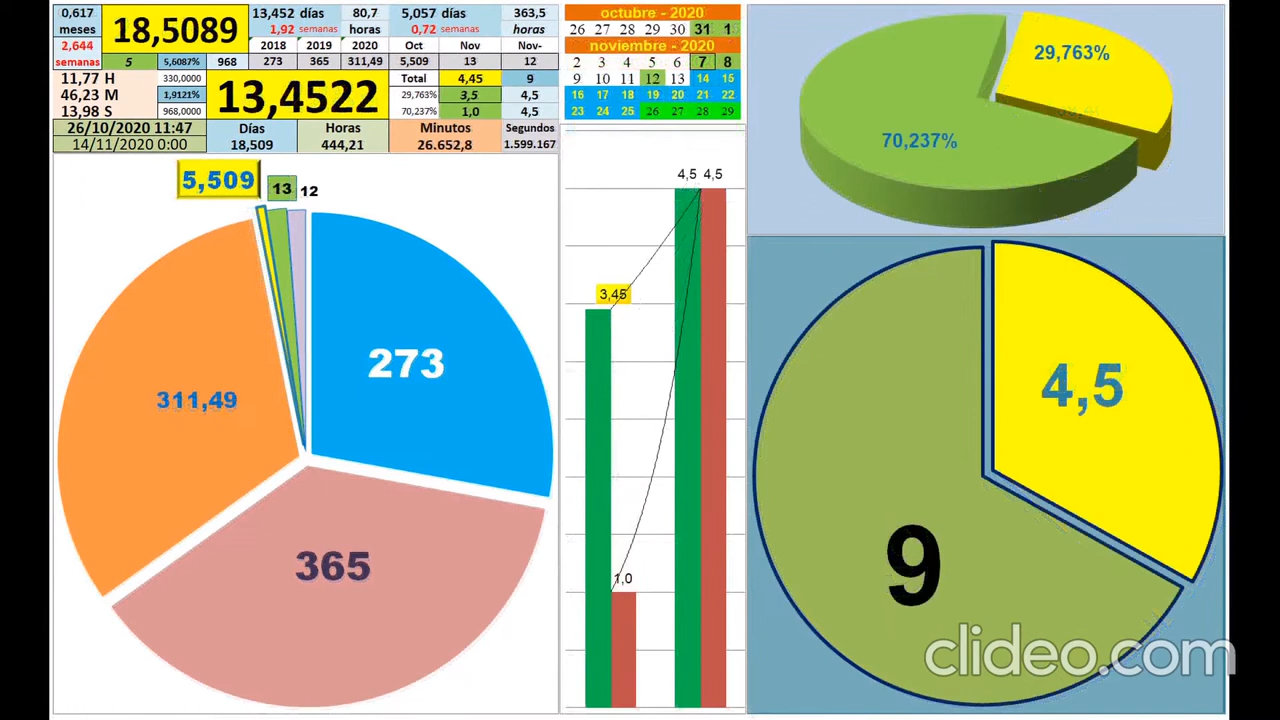 0,617 18,5089 13,452 días 80,7 5,057 días 363,5
meses 1,92 semanas horas 0,72 semanas horas
2,644 2018 2019 2020 Oct Nov Nov-
semanas 5 5,6087% 968 273 365 311,49 5,509 13 12
11,77 H 330,0000 13,4522 Total 4,45 9
46,23 M 1,9121% 29,763% 3,5 4,5
13,98 S 968,0000 70,237% 1,0 4,5
26/10/2020 11:47 Días Horas Minutos Segundos
14/11/2020 0:00 18,509 444,21 26.652,8 1.599.167
octubre - 2020
26 27 28 29 30 31 1
noviembre - 2020
2 3 4 5 6 7 8
9 10 11 12 13 14 15
16 17 18 19 20 21 22
23 24 25 26 27 28 29
5,509 13 12
273
311,49
365
4,5 4,5
3,45
1,0
29,763%
70,237%
4,5
9
clideo.com